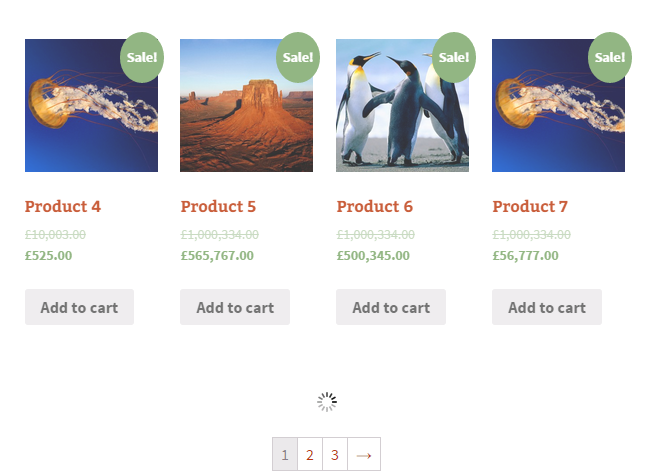 Sale! Sale! Sale! Sale!
Product 4 Product 5 Product 6 Product 7
£10,003.00 £1,000,334.00 £1,000,334.00 £1,000,334.00
£525.00 £565,767.00 £500,345.00 £56,777.00
Add to cart Add to cart Add to cart Add to cart
1 2 3 →